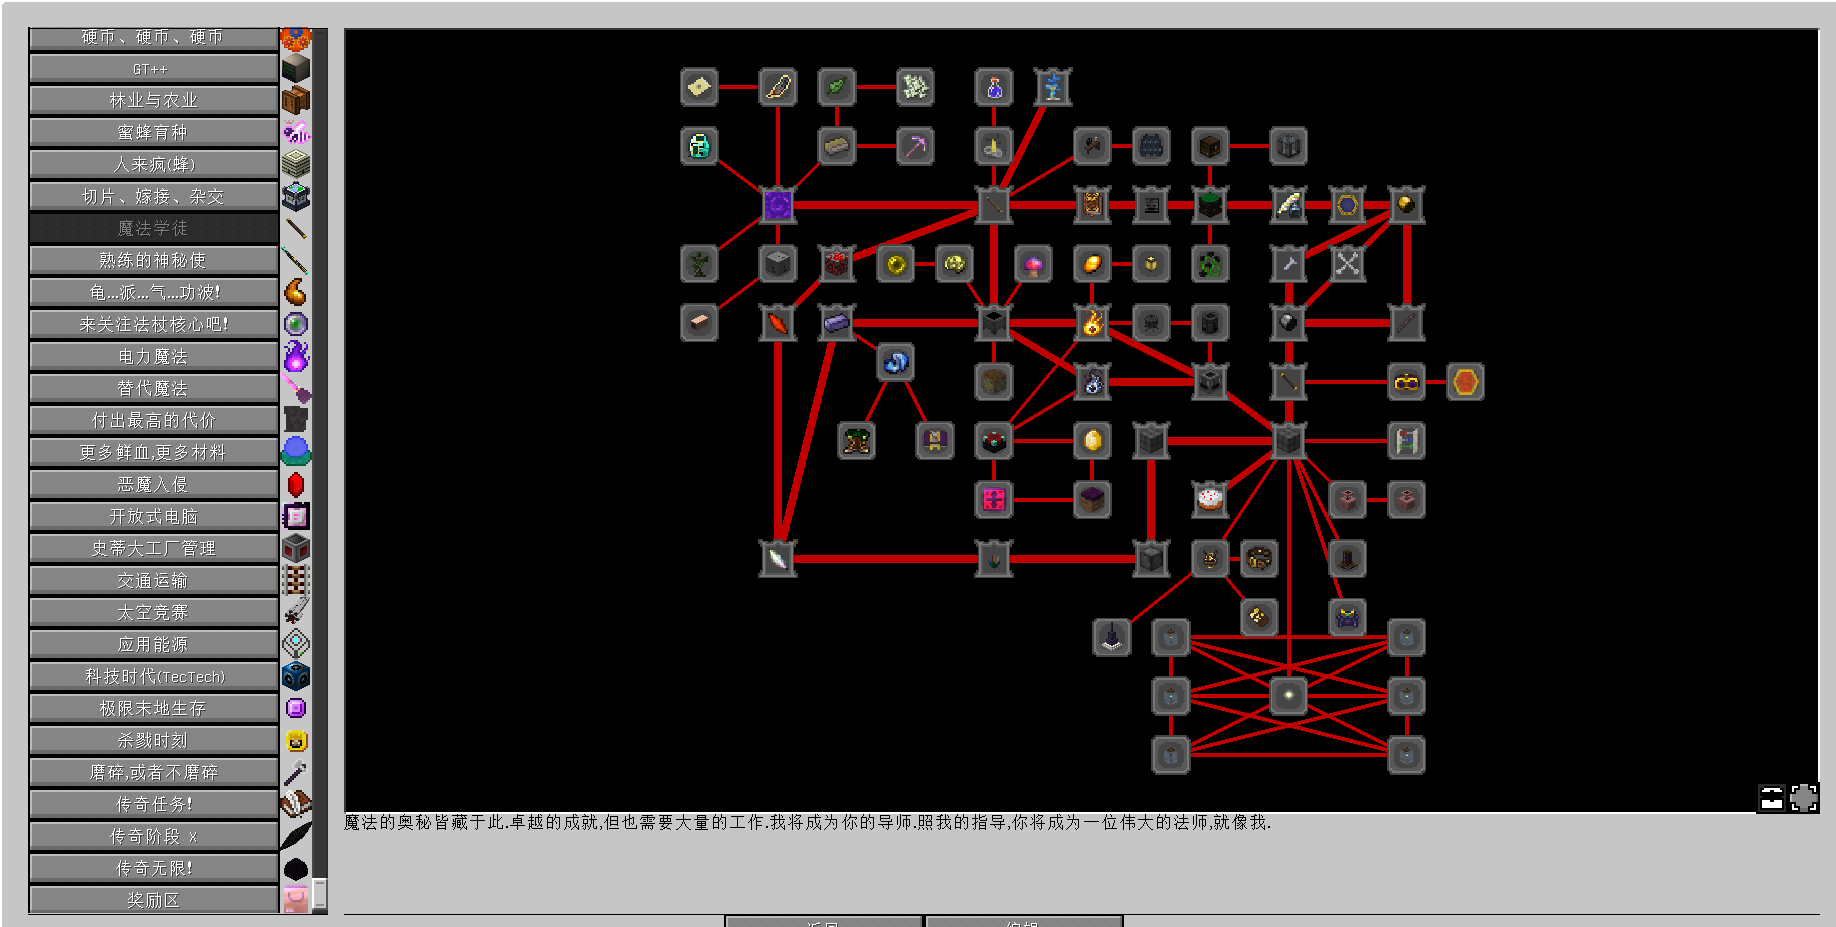 硬币、硬币、硬币
GT++
林业与农业
蜜蜂育种
人来疯(蜂)
切片、嫁接、杂交
魔法学徒
熟练的神秘使
龟...派...气...功波!
来关注法杖核心吧!
电力魔法
替代魔法
付出最高的代价
更多鲜血,更多材料
恶魔入侵
开放式电脑
史蒂夫工厂管理
交通运输
太空竞赛
应用能源
科技时代(TecTech)
极限末地生存
杀戮时刻
磨碎,或者不磨碎
传奇任务!
传奇阶段 X
传奇无限!
奖励区
魔法的奥秘皆藏于此.卓越的成就,但也需要大量的工作.我将成为你的导师.照我的指导,你将成为一位伟大的法师,就像我.
返回
编辑